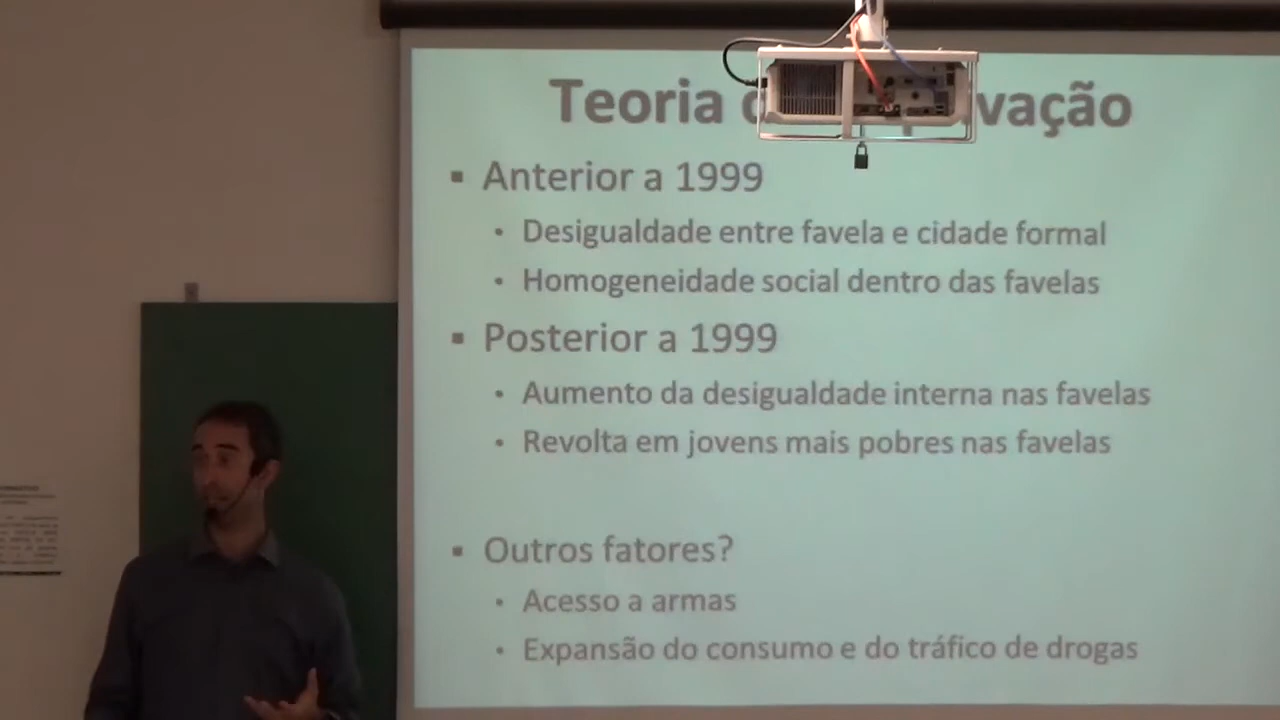 Teoria
Anterior a 1999
Desigualdade entre favela e cidade formal
Homogeneidade social dentro das favelas
Posterior a 1999
Aumento da desigualdade interna nas favelas
Revolta em jovens mais pobres nas favelas
Outros fatores?
Acesso a armas
Expansão do consumo e do tráfico de drogas